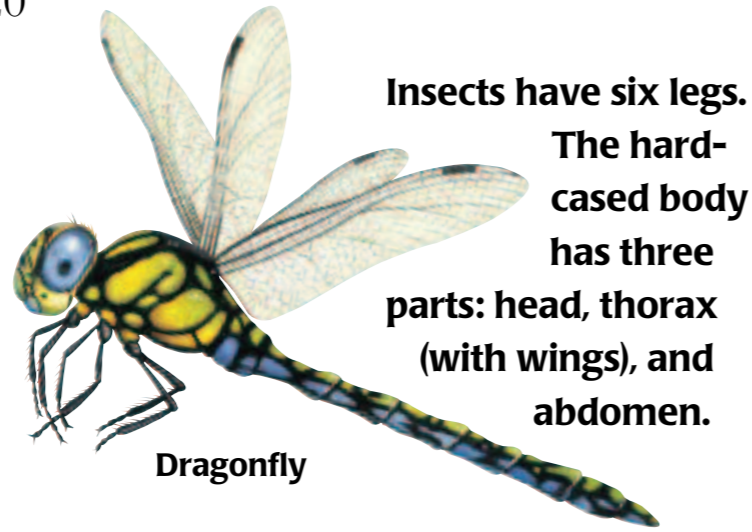 Insects have six legs.
The hard-
cased body
has three
parts: head, thorax
(with wings), and
abdomen.
Dragonfly